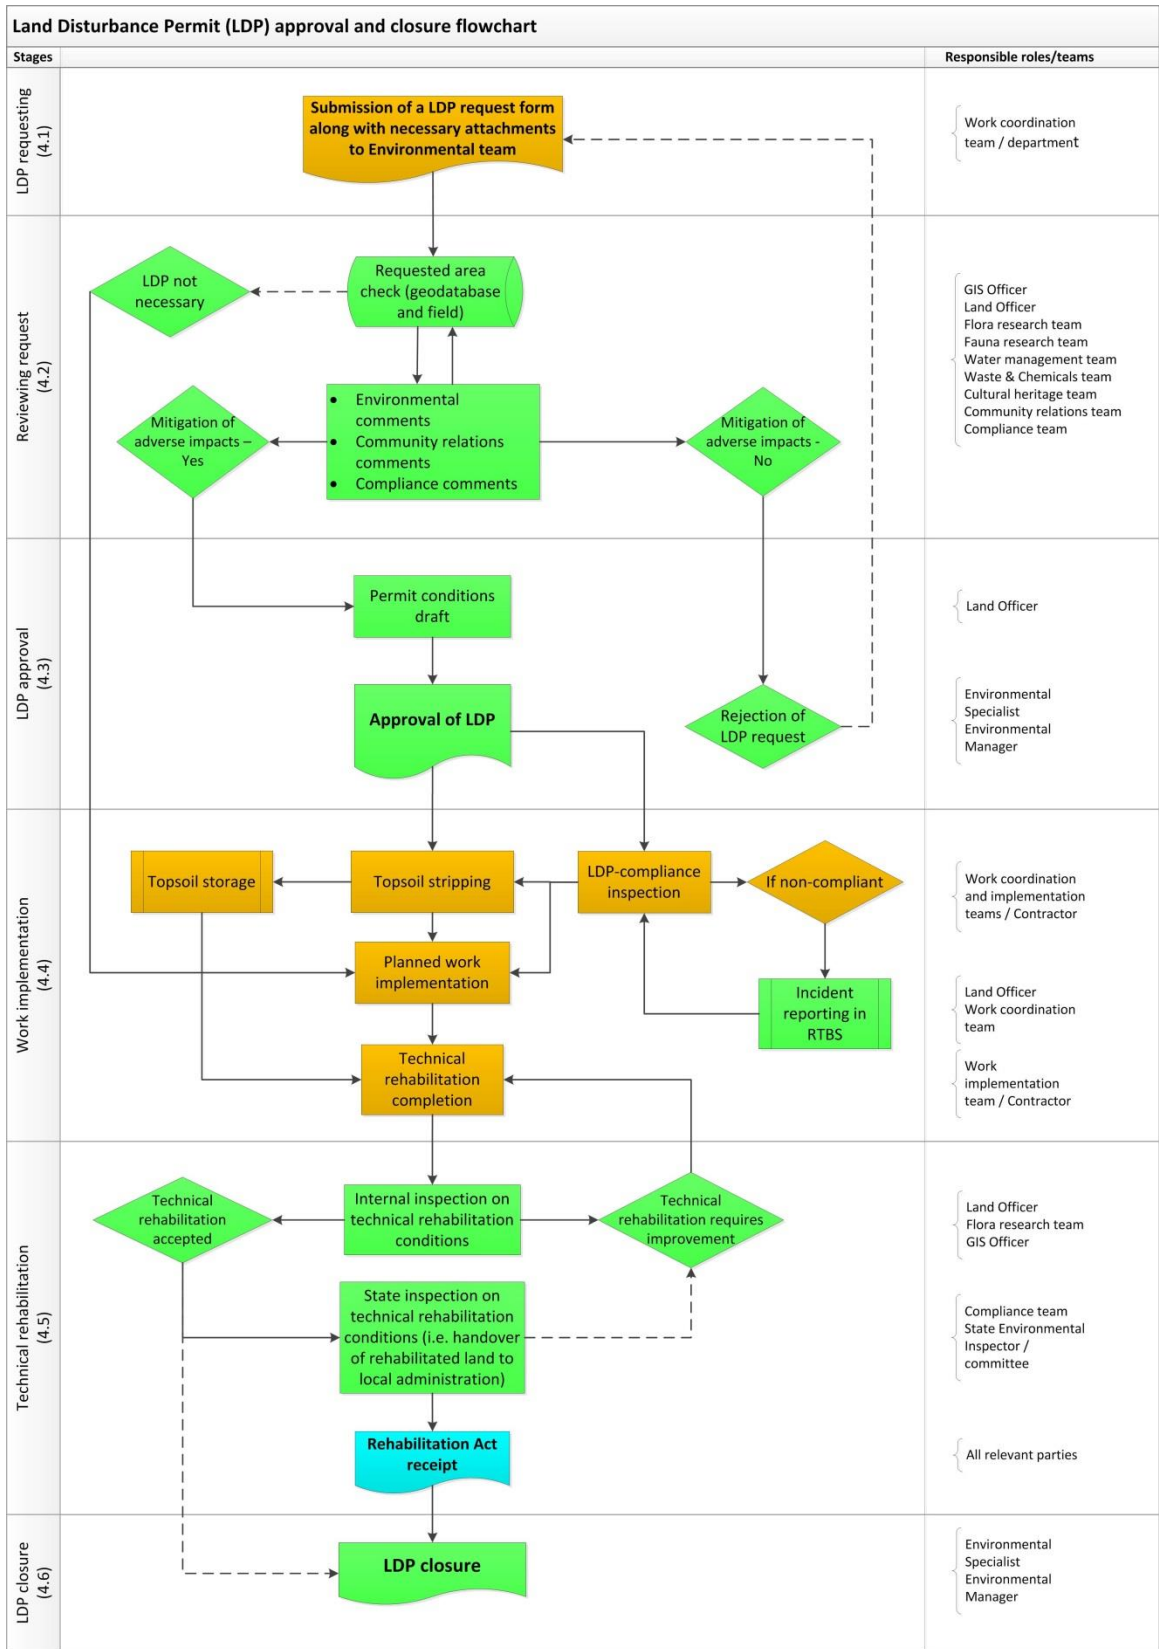 Land Disturbance Permit (LDP) approval and closure flowchart
Stages
Responsible roles/teams
LDP requesting
(4.1)
Submission of a LDP request form
along with necessary attachments
to Environmental team
Work coordination
team / department
Reviewing request
(4.2)
LDP not
necessary
Requested area
check (geodatabase
and field)
Mitigation of
adverse impacts –
Yes
• Environmental
comments
• Community relations
comments
• Compliance comments
Mitigation of
adverse impacts -
No
GIS Officer
Land Officer
Flora research team
Fauna research team
Water management team
Waste & Chemicals team
Cultural heritage team
Community relations team
Compliance team
LDP approval
(4.3)
Permit conditions
draft
Land Officer
Approval of LDP
Rejection of
LDP request
Environmental
Specialist
Environmental
Manager
Work implementation
(4.4)
Topsoil storage
Topsoil stripping
LDP-compliance
inspection
If non-compliant
Work coordination
and implementation
teams / Contractor
Planned work
implementation
Incident
reporting in
RTBS
Land Officer
Work coordination
team
Technical
rehabilitation
completion
Work
implementation
team / Contractor
Technical rehabilitation
(4.5)
Technical
rehabilitation
accepted
Internal inspection on
technical rehabilitation
conditions
Technical
rehabilitation requires
improvement
Land Officer
Flora research team
GIS Officer
State inspection on
technical rehabilitation
conditions (i.e. handover
of rehabilitated land to
local administration)
Compliance team
State Environmental
Inspector /
committee
Rehabilitation Act
receipt
All relevant parties
LDP closure
(4.6)
LDP closure
Environmental
Specialist
Environmental
Manager